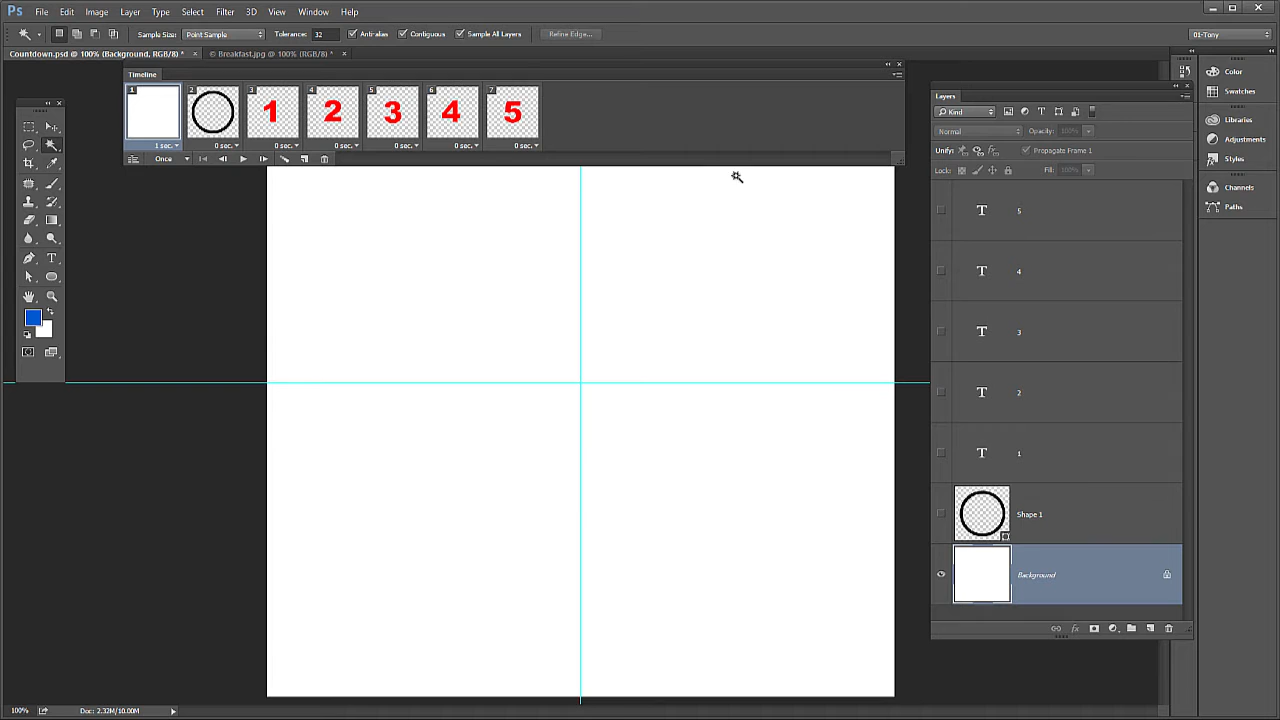 Ps File Edit Image Layer Type Select Filter 3D View Window Help
Sample Size: Point Sample Tolerance: 32 Anti-alias Contiguous Sample All Layers Refine Edge... 01-Tony
Countdown.psd @ 100% (Background, RGB/8) * × © Breakfast.jpg @ 100% (RGB/8) * ×
Timeline
1 2 3 4 5 6 7
1 2 3 4 5
1 sec. 0 sec. 0 sec. 0 sec. 0 sec. 0 sec. 0 sec.
Once
Layers
Kind
Normal Opacity: 100%
Unify: Propagate Frame 1
Lock: Fill: 100%
T 5
T 4
T 3
T 2
T 1
Shape 1
Background
fx
Color
Swatches
Libraries
Adjustments
Styles
Channels
Paths
100% Doc: 2.32M/10.00M